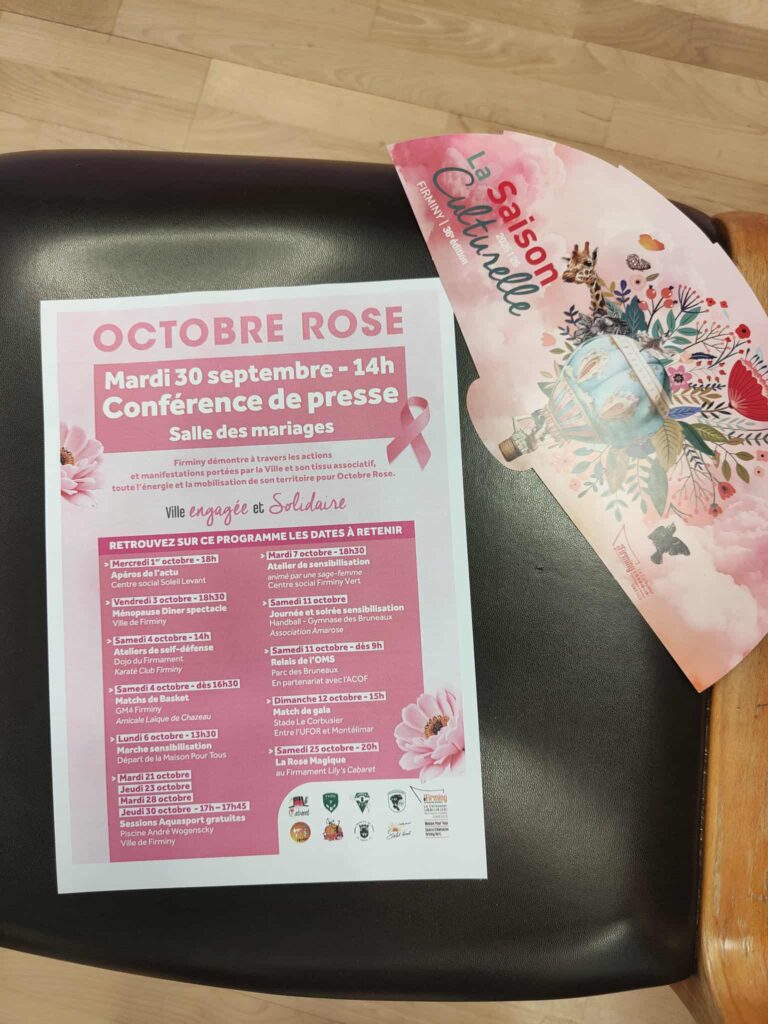 OCTOBRE ROSE
Mardi 30 septembre - 14h
Conférence de presse
Salle des mariages
Firminy démontre à travers les actions
et manifestations portées par la Ville et son tissu associatif,
toute l'énergie et la mobilisation de son territoire pour Octobre Rose.
Ville engagée et Solidaire
RETROUVEZ SUR CE PROGRAMME LES DATES À RETENIR
> Mercredi 1er octobre - 18h
Apéros de l'actu
Centre social Soleil Levant
> Vendredi 3 octobre - 18h30
Ménopause Dîner spectacle
Ville de Firminy
> Samedi 4 octobre - 14h
Ateliers de self-défense
Dojo du Firmament
Karaté Club Firminy
> Samedi 4 octobre - dès 16h30
Matchs de Basket
GM4 Firminy
Amicale Laïque de Chazeau
> Lundi 6 octobre - 13h30
Marche sensibilisation
Départ de la Maison Pour Tous
> Mardi 21 octobre
Jeudi 23 octobre
Mardi 28 octobre
Jeudi 30 octobre - 17h - 17h45
Sessions Aquasport gratuites
Piscine André Wogenscky
Ville de Firminy
> Mardi 7 octobre - 18h30
Atelier de sensibilisation
animé par une sage-femme
Centre social Firminy Vert
> Samedi 11 octobre
Journée et soirée sensibilisation
Handball - Gymnase des Bruneaux
Association Amarose
> Samedi 11 octobre - dès 9h
Relais de l'OMS
Parc des Bruneaux
En partenariat avec l'ACOF
> Dimanche 12 octobre - 15h
Match de gala
Stade Le Corbusier
Entre l'UFOR et Montélimar
> Samedi 25 octobre - 20h
La Rose Magique
au Firmament Lily's Cabaret
Firminy
Maison Pour Tous
La Saison
2025 | 26
Culturelle
FIRMINY | 36e édition
Firminy